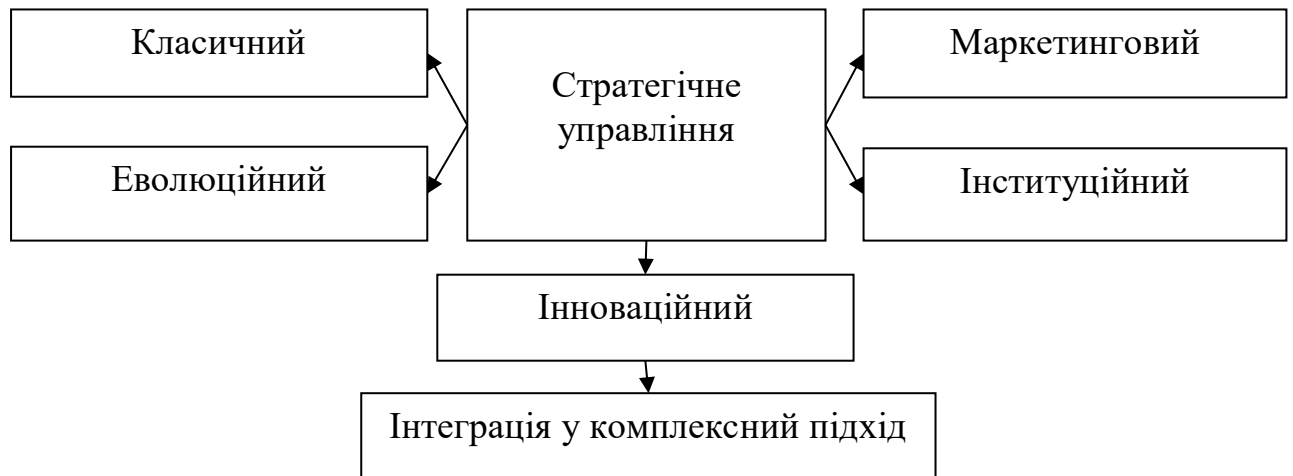 Класичний
Стратегічне
управління
Маркетинговий
Еволюційний
Інституційний
Інноваційний
Інтеграція у комплексний підхід